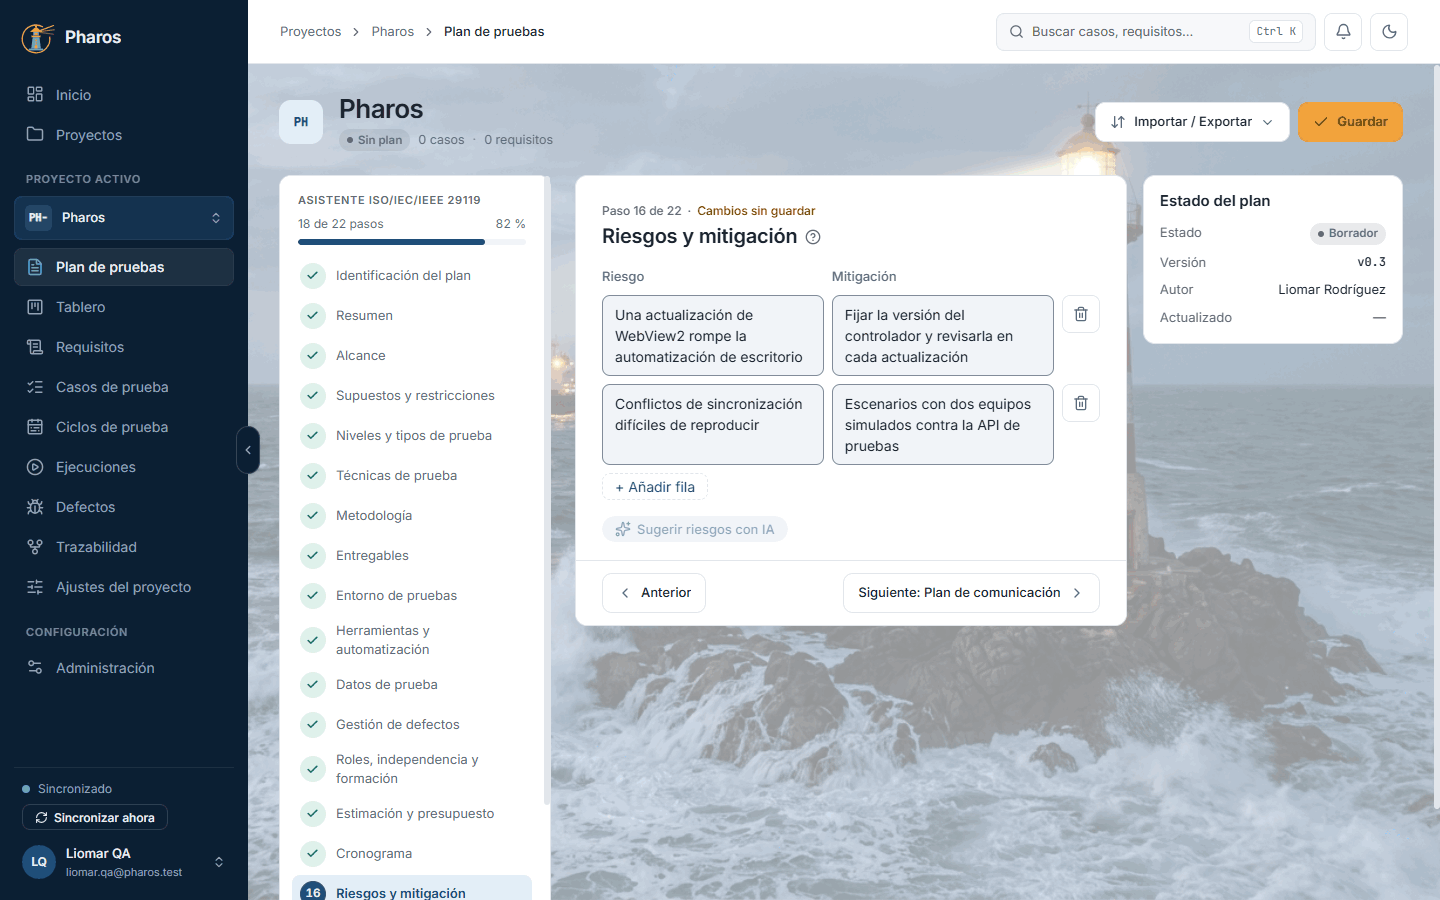 Pharos
Inicio
Proyectos
PROYECTO ACTIVO
PH- Pharos
Plan de pruebas
Tablero
Requisitos
Casos de prueba
Ciclos de prueba
Ejecuciones
Defectos
Trazabilidad
Ajustes del proyecto
CONFIGURACIÓN
Administración
Sincronizado
Sincronizar ahora
LQ
Liomar QA
liomar.qa@pharos.test
Proyectos > Pharos > Plan de pruebas
Buscar casos, requisitos... Ctrl K
PH
Pharos
Sin plan 0 casos · 0 requisitos
Importar / Exportar
Guardar
ASISTENTE ISO/IEC/IEEE 29119
18 de 22 pasos 82 %
Identificación del plan
Resumen
Alcance
Supuestos y restricciones
Niveles y tipos de prueba
Técnicas de prueba
Metodología
Entregables
Entorno de pruebas
Herramientas y
automatización
Datos de prueba
Gestión de defectos
Roles, independencia y
formación
Estimación y presupuesto
Cronograma
16 Riesgos y mitigación
Paso 16 de 22 · Cambios sin guardar
Riesgos y mitigación
Riesgo Mitigación
Una actualización de
WebView2 rompe la
automatización de escritorio
Fijar la versión del
controlador y revisarla en
cada actualización
Conflictos de sincronización
difíciles de reproducir
Escenarios con dos equipos
simulados contra la API de
pruebas
+ Añadir fila
Sugerir riesgos con IA
Anterior
Siguiente: Plan de comunicación
Estado del plan
Estado Borrador
Versión v0.3
Autor Liomar Rodríguez
Actualizado —